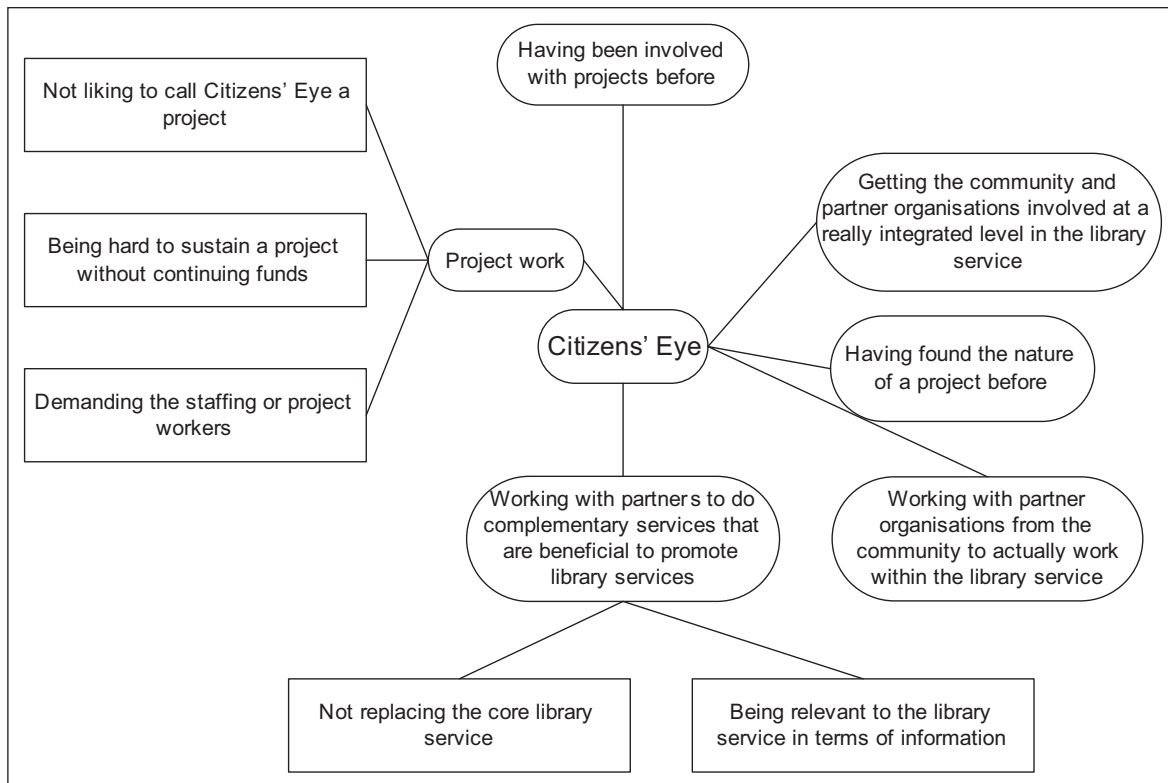 Having been involved
with projects before
Not liking to call Citizens’ Eye a
project
Getting the community and
partner organisations involved at a
really integrated level in the library
service
Being hard to sustain a project
without continuing funds
Project work
Citizens’ Eye
Having found the nature
of a project before
Demanding the staffing or project
workers
Working with partners to do
complementary services that
are beneficial to promote
library services
Working with partner
organisations from the
community to actually work
within the library service
Not replacing the core library
service
Being relevant to the library
service in terms of information